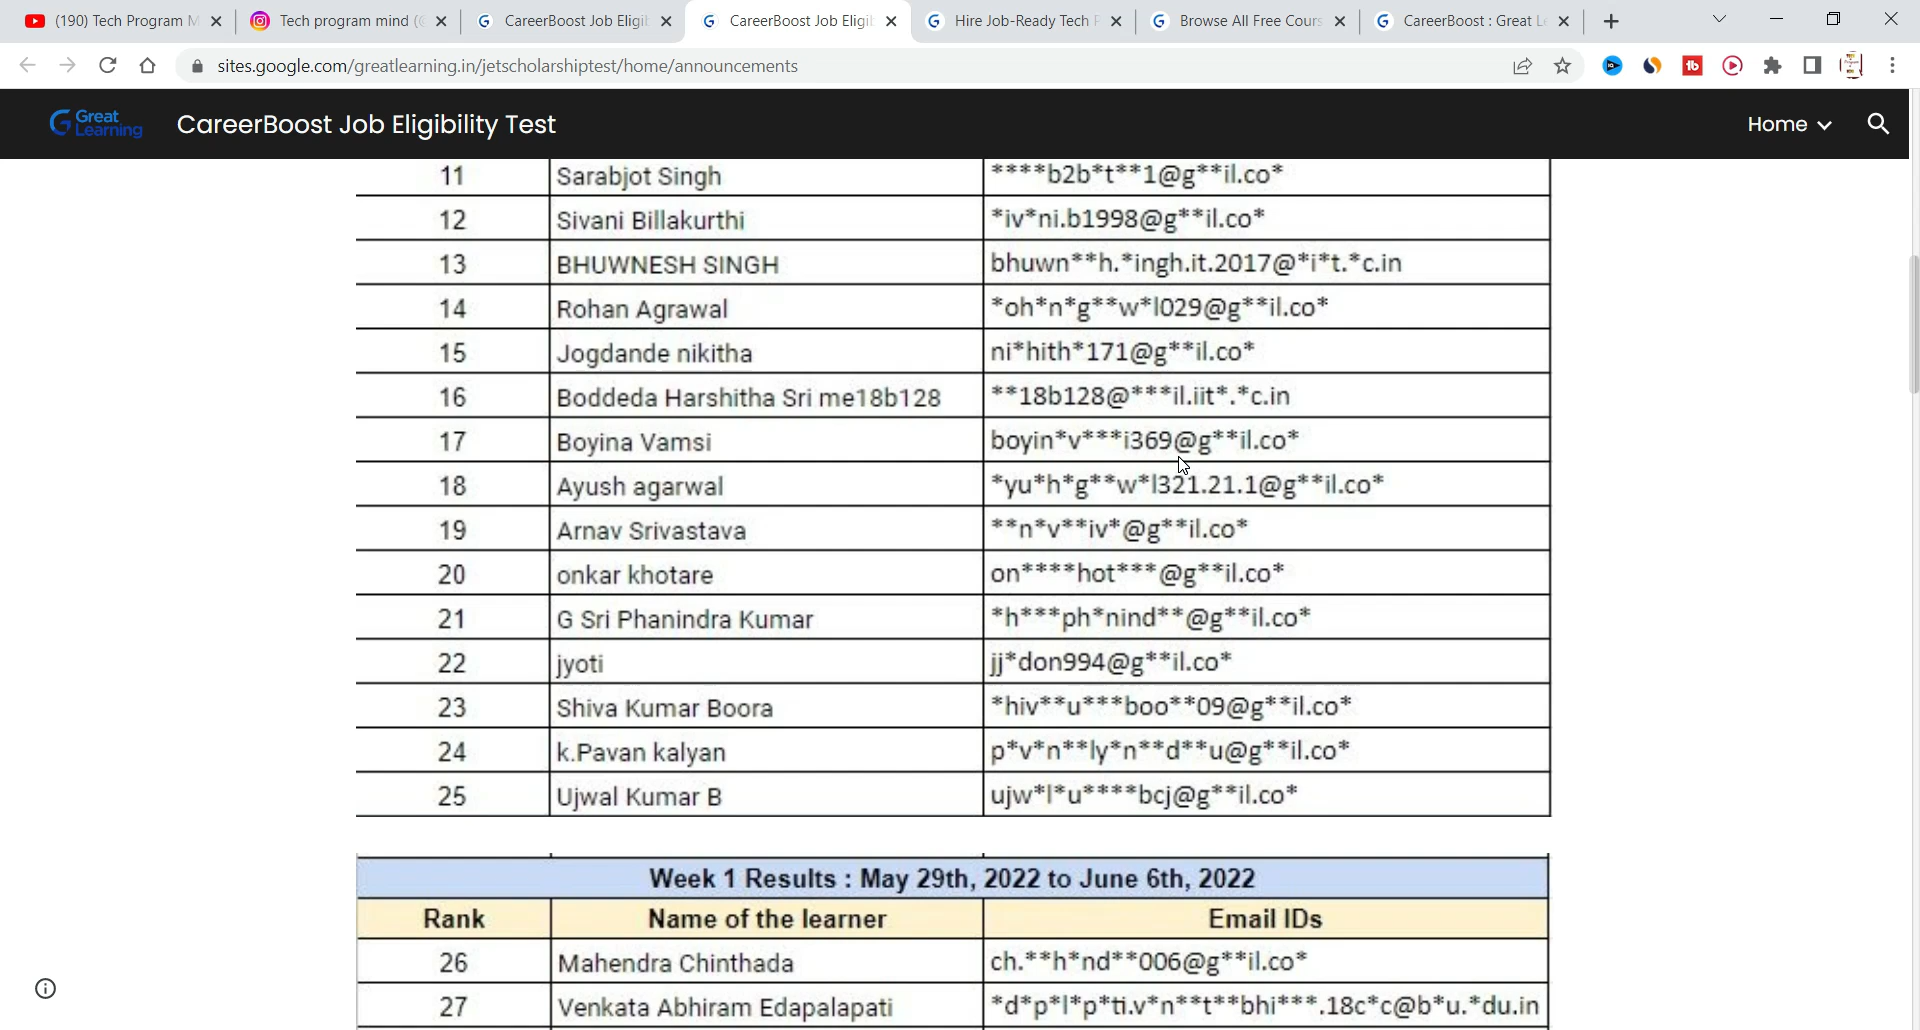 (190) Tech Program M
Tech program mind (
CareerBoost Job Eligib
CareerBoost Job Eligib
Hire Job-Ready Tech P
Browse All Free Cours
CareerBoost : Great L
sites.google.com/greatlearning.in/jetscholarshiptest/home/announcements
Great Learning
CareerBoost Job Eligibility Test
Home
11 Sarabjot Singh ****b2b*t**1@g**il.co*
12 Sivani Billakurthi *iv*ni.b1998@g**il.co*
13 BHUWNESH SINGH bhuwn**h.*ingh.it.2017@*i*t.*c.in
14 Rohan Agrawal *oh*n*g**w*l029@g**il.co*
15 Jogdande nikitha ni*hith*171@g**il.co*
16 Boddeda Harshitha Sri me18b128 **18b128@***il.iit*.*c.in
17 Boyina Vamsi boyin*v***i369@g**il.co*
18 Ayush agarwal *yu*h*g**w*l321.21.1@g**il.co*
19 Arnav Srivastava **n*v**iv*@g**il.co*
20 onkar khotare on****hot***@g**il.co*
21 G Sri Phanindra Kumar *h***ph*nind**@g**il.co*
22 jyoti jj*don994@g**il.co*
23 Shiva Kumar Boora *hiv**u***boo**09@g**il.co*
24 k.Pavan kalyan p*v*n**ly*n**d**u@g**il.co*
25 Ujwal Kumar B ujw*l*u****bcj@g**il.co*
Week 1 Results : May 29th, 2022 to June 6th, 2022
Rank Name of the learner Email IDs
26 Mahendra Chinthada ch.**h*nd**006@g**il.co*
27 Venkata Abhiram Edapalapati *d*p*l*p*ti.v*n**t**bhi***.18c*c@b*u.*du.in